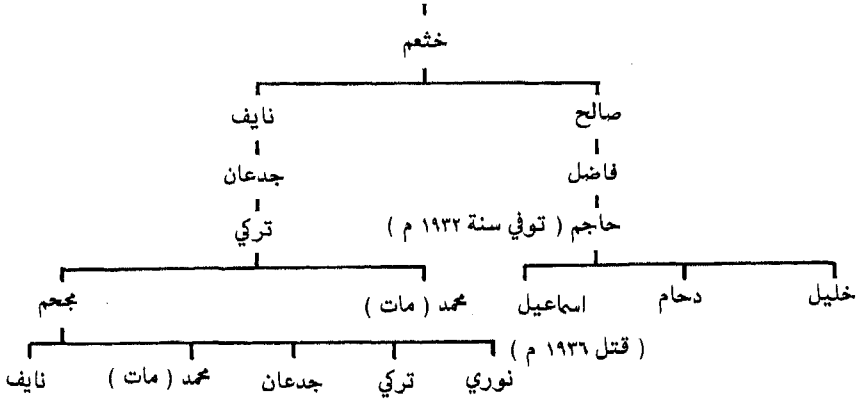 خثعم
صالح نايف
فاضل جدعان
حاجم ( توفي سنة ١٩٣٢ م ) تركي
خليل دحام اسماعيل محمد ( مات ) مجحم
( قتل ١٩٣٦ م )
نوري تركي جدعان محمد ( مات ) نايف